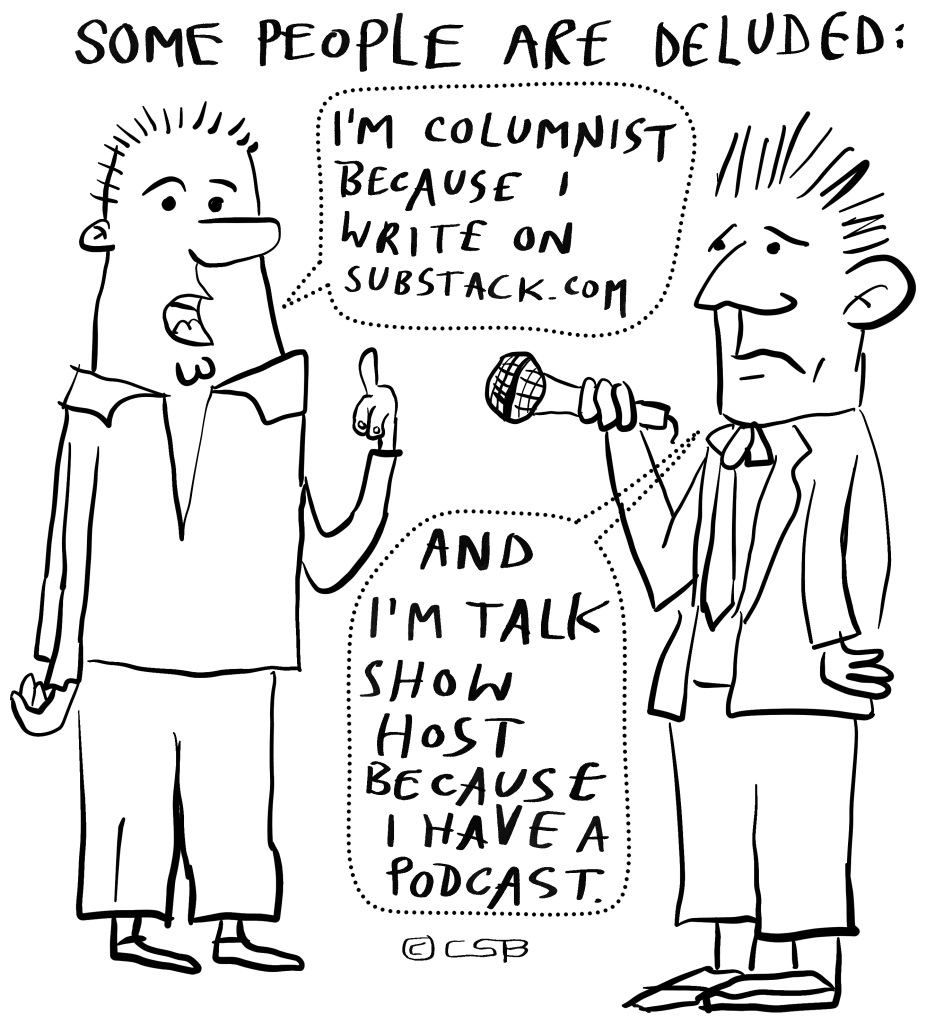 SOME PEOPLE ARE DELUDED:
I'M COLUMNIST
BECAUSE I
WRITE ON
SUBSTACK.COM
AND
I'M TALK
SHOW
HOST
BECAUSE
I HAVE A
PODCAST.
© CSB